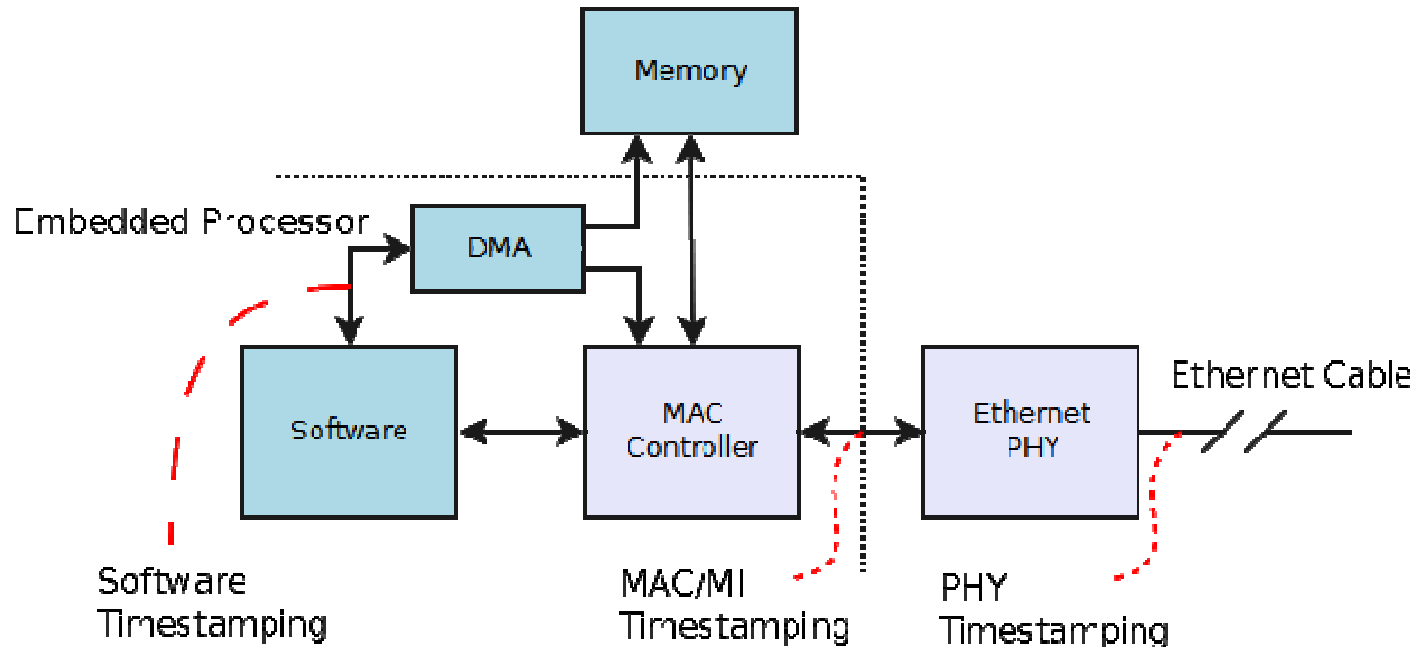 Memory
Embedded Processor
DMA
Software
MAC
Controller
Ethernet
PHY
Ethernet Cable
Software
Timestamping
MAC/MI
Timestamping
PHY
Timestamping